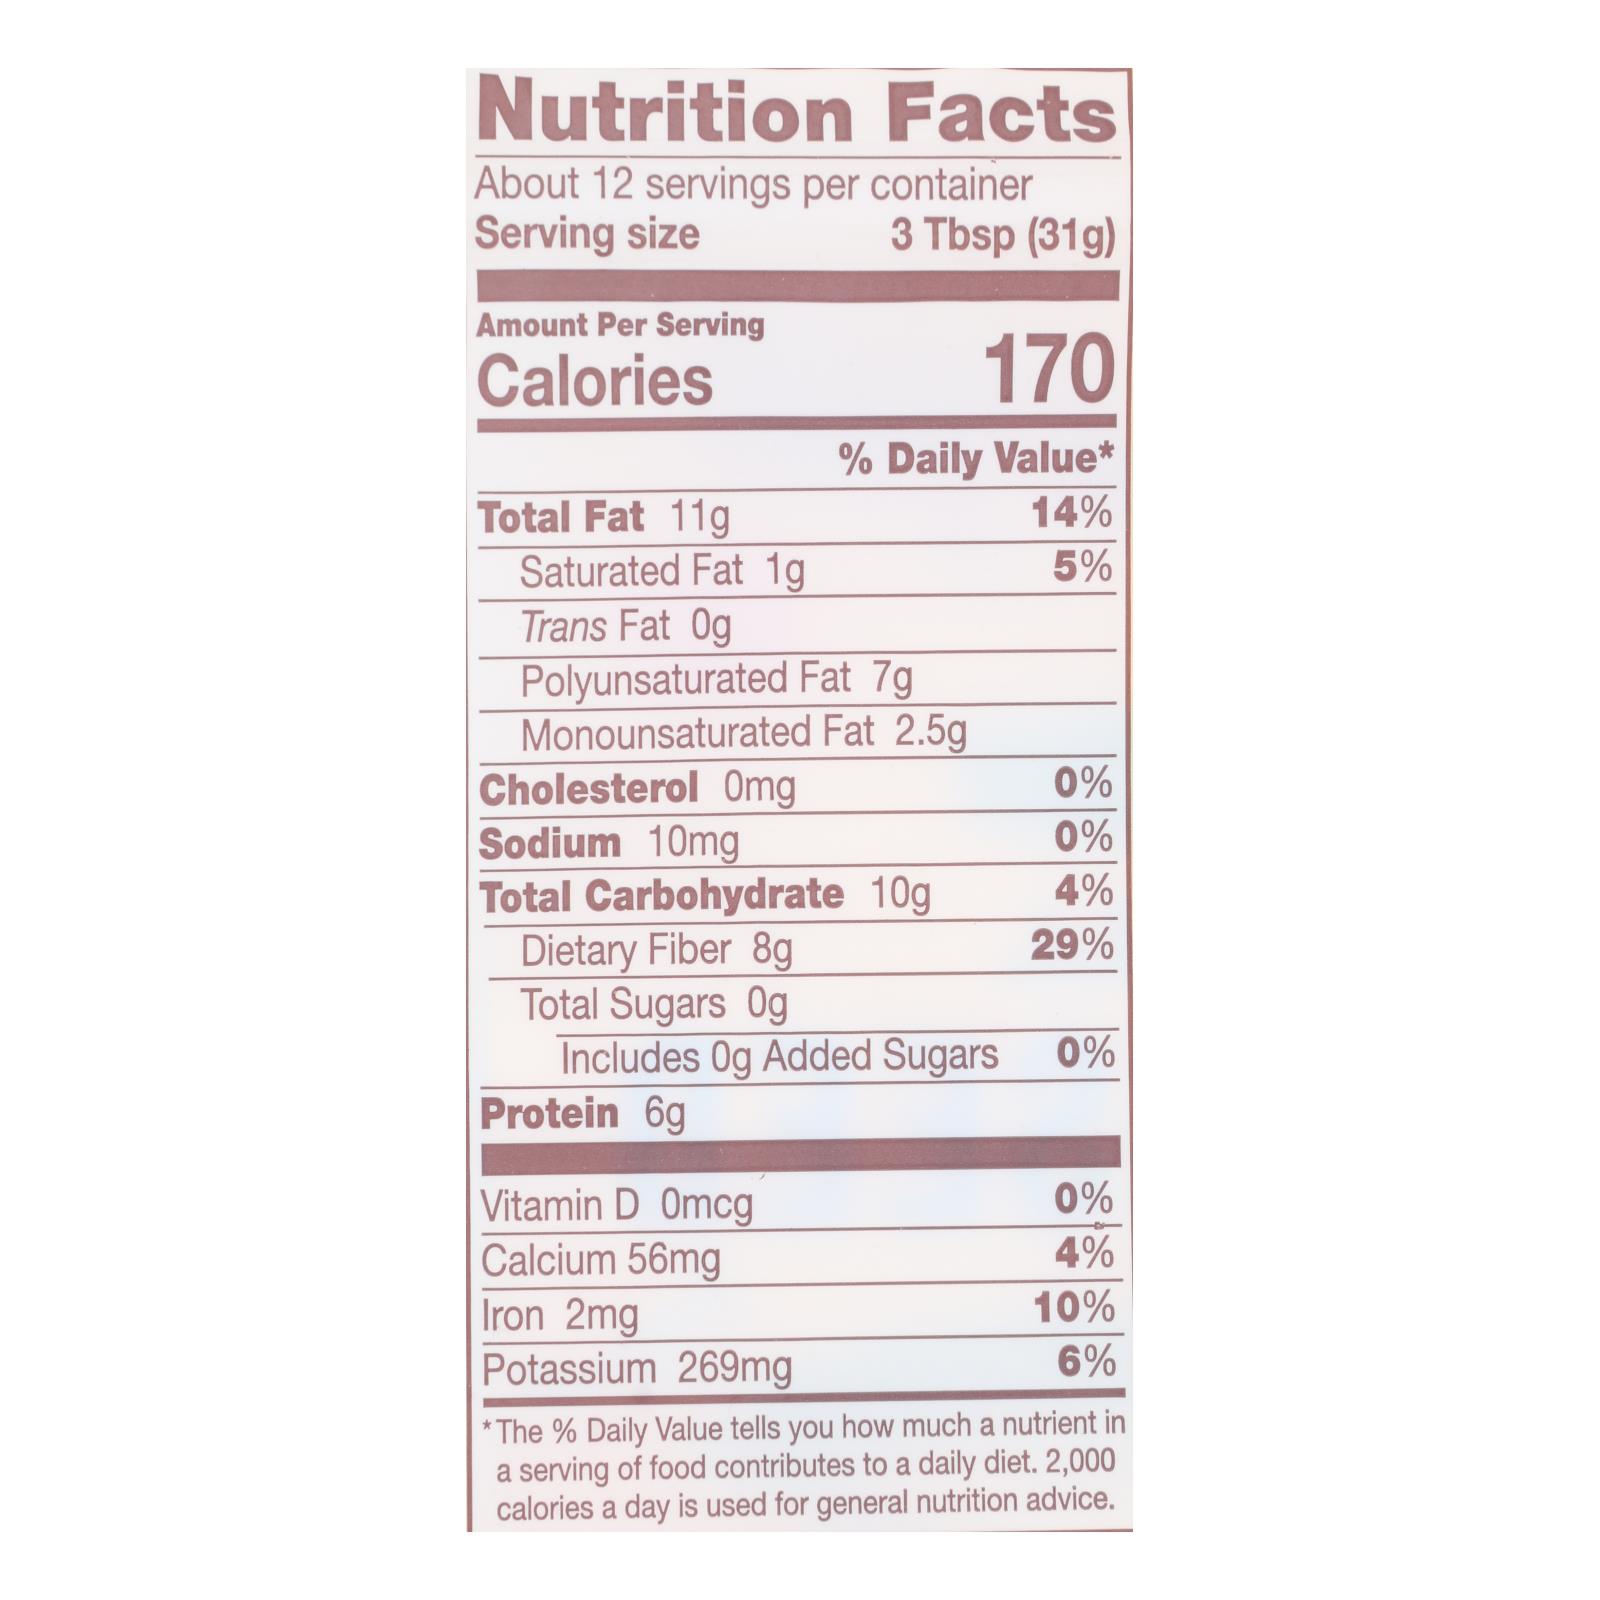 Nutrition Facts
About 12 servings per container
Serving size 3 Tbsp (31g)
Amount Per Serving
Calories 170
% Daily Value*
Total Fat 11g 14%
Saturated Fat 1g 5%
Trans Fat 0g
Polyunsaturated Fat 7g
Monounsaturated Fat 2.5g
Cholesterol 0mg 0%
Sodium 10mg 0%
Total Carbohydrate 10g 4%
Dietary Fiber 8g 29%
Total Sugars 0g
Includes 0g Added Sugars 0%
Protein 6g
Vitamin D 0mcg 0%
Calcium 56mg 4%
Iron 2mg 10%
Potassium 269mg 6%
*The % Daily Value tells you how much a nutrient in
a serving of food contributes to a daily diet. 2,000
calories a day is used for general nutrition advice.